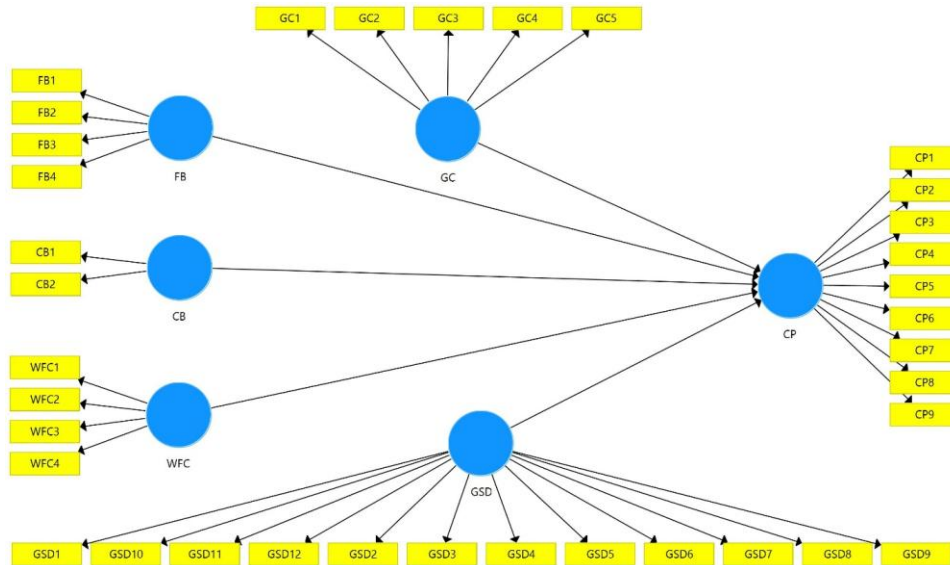 GC1 GC2 GC3 GC4 GC5
FB1
FB2
FB3
FB4
FB
GC
CP1
CP2
CP3
CP4
CP5
CP6
CP7
CP8
CP9
CP
CB1
CB2
CB
WFC1
WFC2
WFC3
WFC4
WFC
GSD
GSD1 GSD10 GSD11 GSD12 GSD2 GSD3 GSD4 GSD5 GSD6 GSD7 GSD8 GSD9